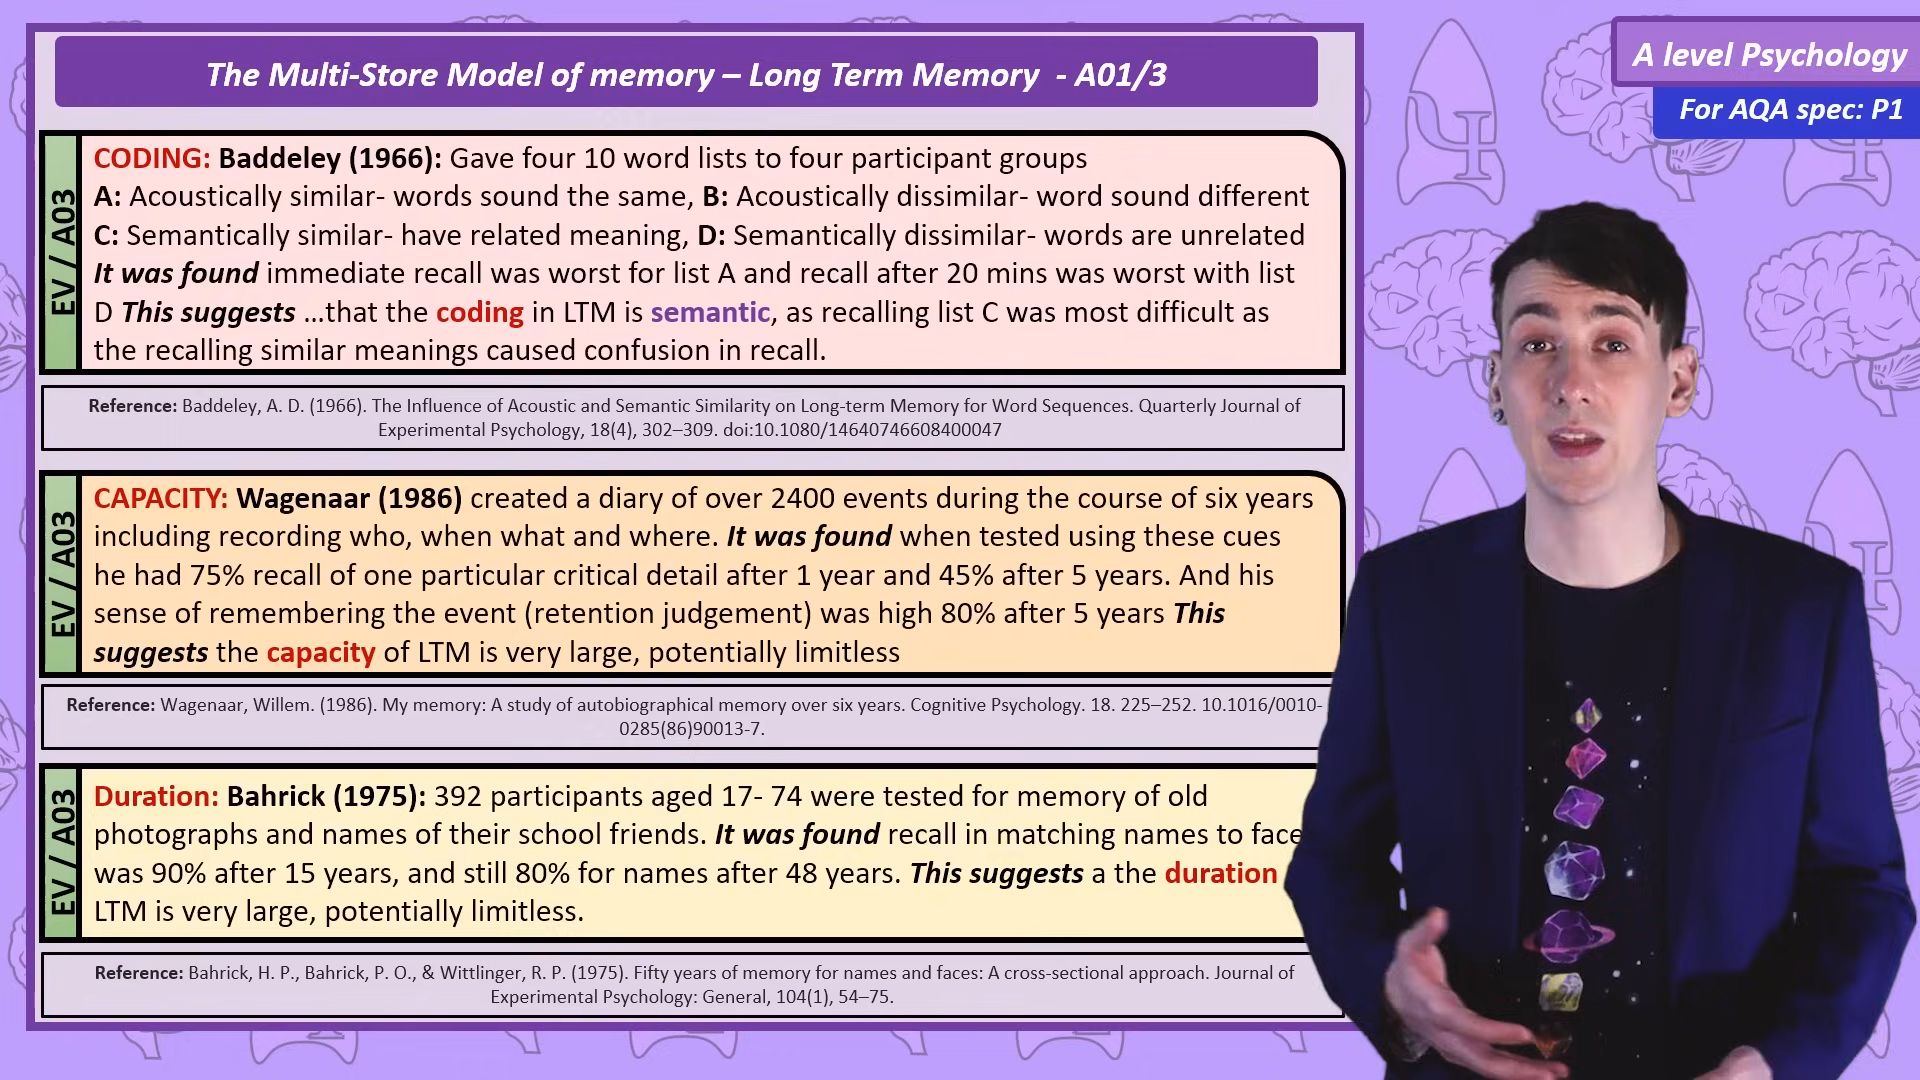 The Multi-Store Model of memory – Long Term Memory - A01/3
A level Psychology
For AQA spec: P1
EV / A03
CODING: Baddeley (1966): Gave four 10 word lists to four participant groups
A: Acoustically similar- words sound the same, B: Acoustically dissimilar- word sound different
C: Semantically similar- have related meaning, D: Semantically dissimilar- words are unrelated
It was found immediate recall was worst for list A and recall after 20 mins was worst with list
D This suggests ...that the coding in LTM is semantic, as recalling list C was most difficult as
the recalling similar meanings caused confusion in recall.
Reference: Baddeley, A. D. (1966). The Influence of Acoustic and Semantic Similarity on Long-term Memory for Word Sequences. Quarterly Journal of
Experimental Psychology, 18(4), 302–309. doi:10.1080/14640746608400047
EV / A03
CAPACITY: Wagenaar (1986) created a diary of over 2400 events during the course of six years
including recording who, when what and where. It was found when tested using these cues
he had 75% recall of one particular critical detail after 1 year and 45% after 5 years. And his
sense of remembering the event (retention judgement) was high 80% after 5 years This
suggests the capacity of LTM is very large, potentially limitless
Reference: Wagenaar, Willem. (1986). My memory: A study of autobiographical memory over six years. Cognitive Psychology. 18. 225–252. 10.1016/0010-
0285(86)90013-7.
EV / A03
Duration: Bahrick (1975): 392 participants aged 17- 74 were tested for memory of old
photographs and names of their school friends. It was found recall in matching names to face
was 90% after 15 years, and still 80% for names after 48 years. This suggests a the duration
LTM is very large, potentially limitless.
Reference: Bahrick, H. P., Bahrick, P. O., & Wittlinger, R. P. (1975). Fifty years of memory for names and faces: A cross-sectional approach. Journal of
Experimental Psychology: General, 104(1), 54–75.